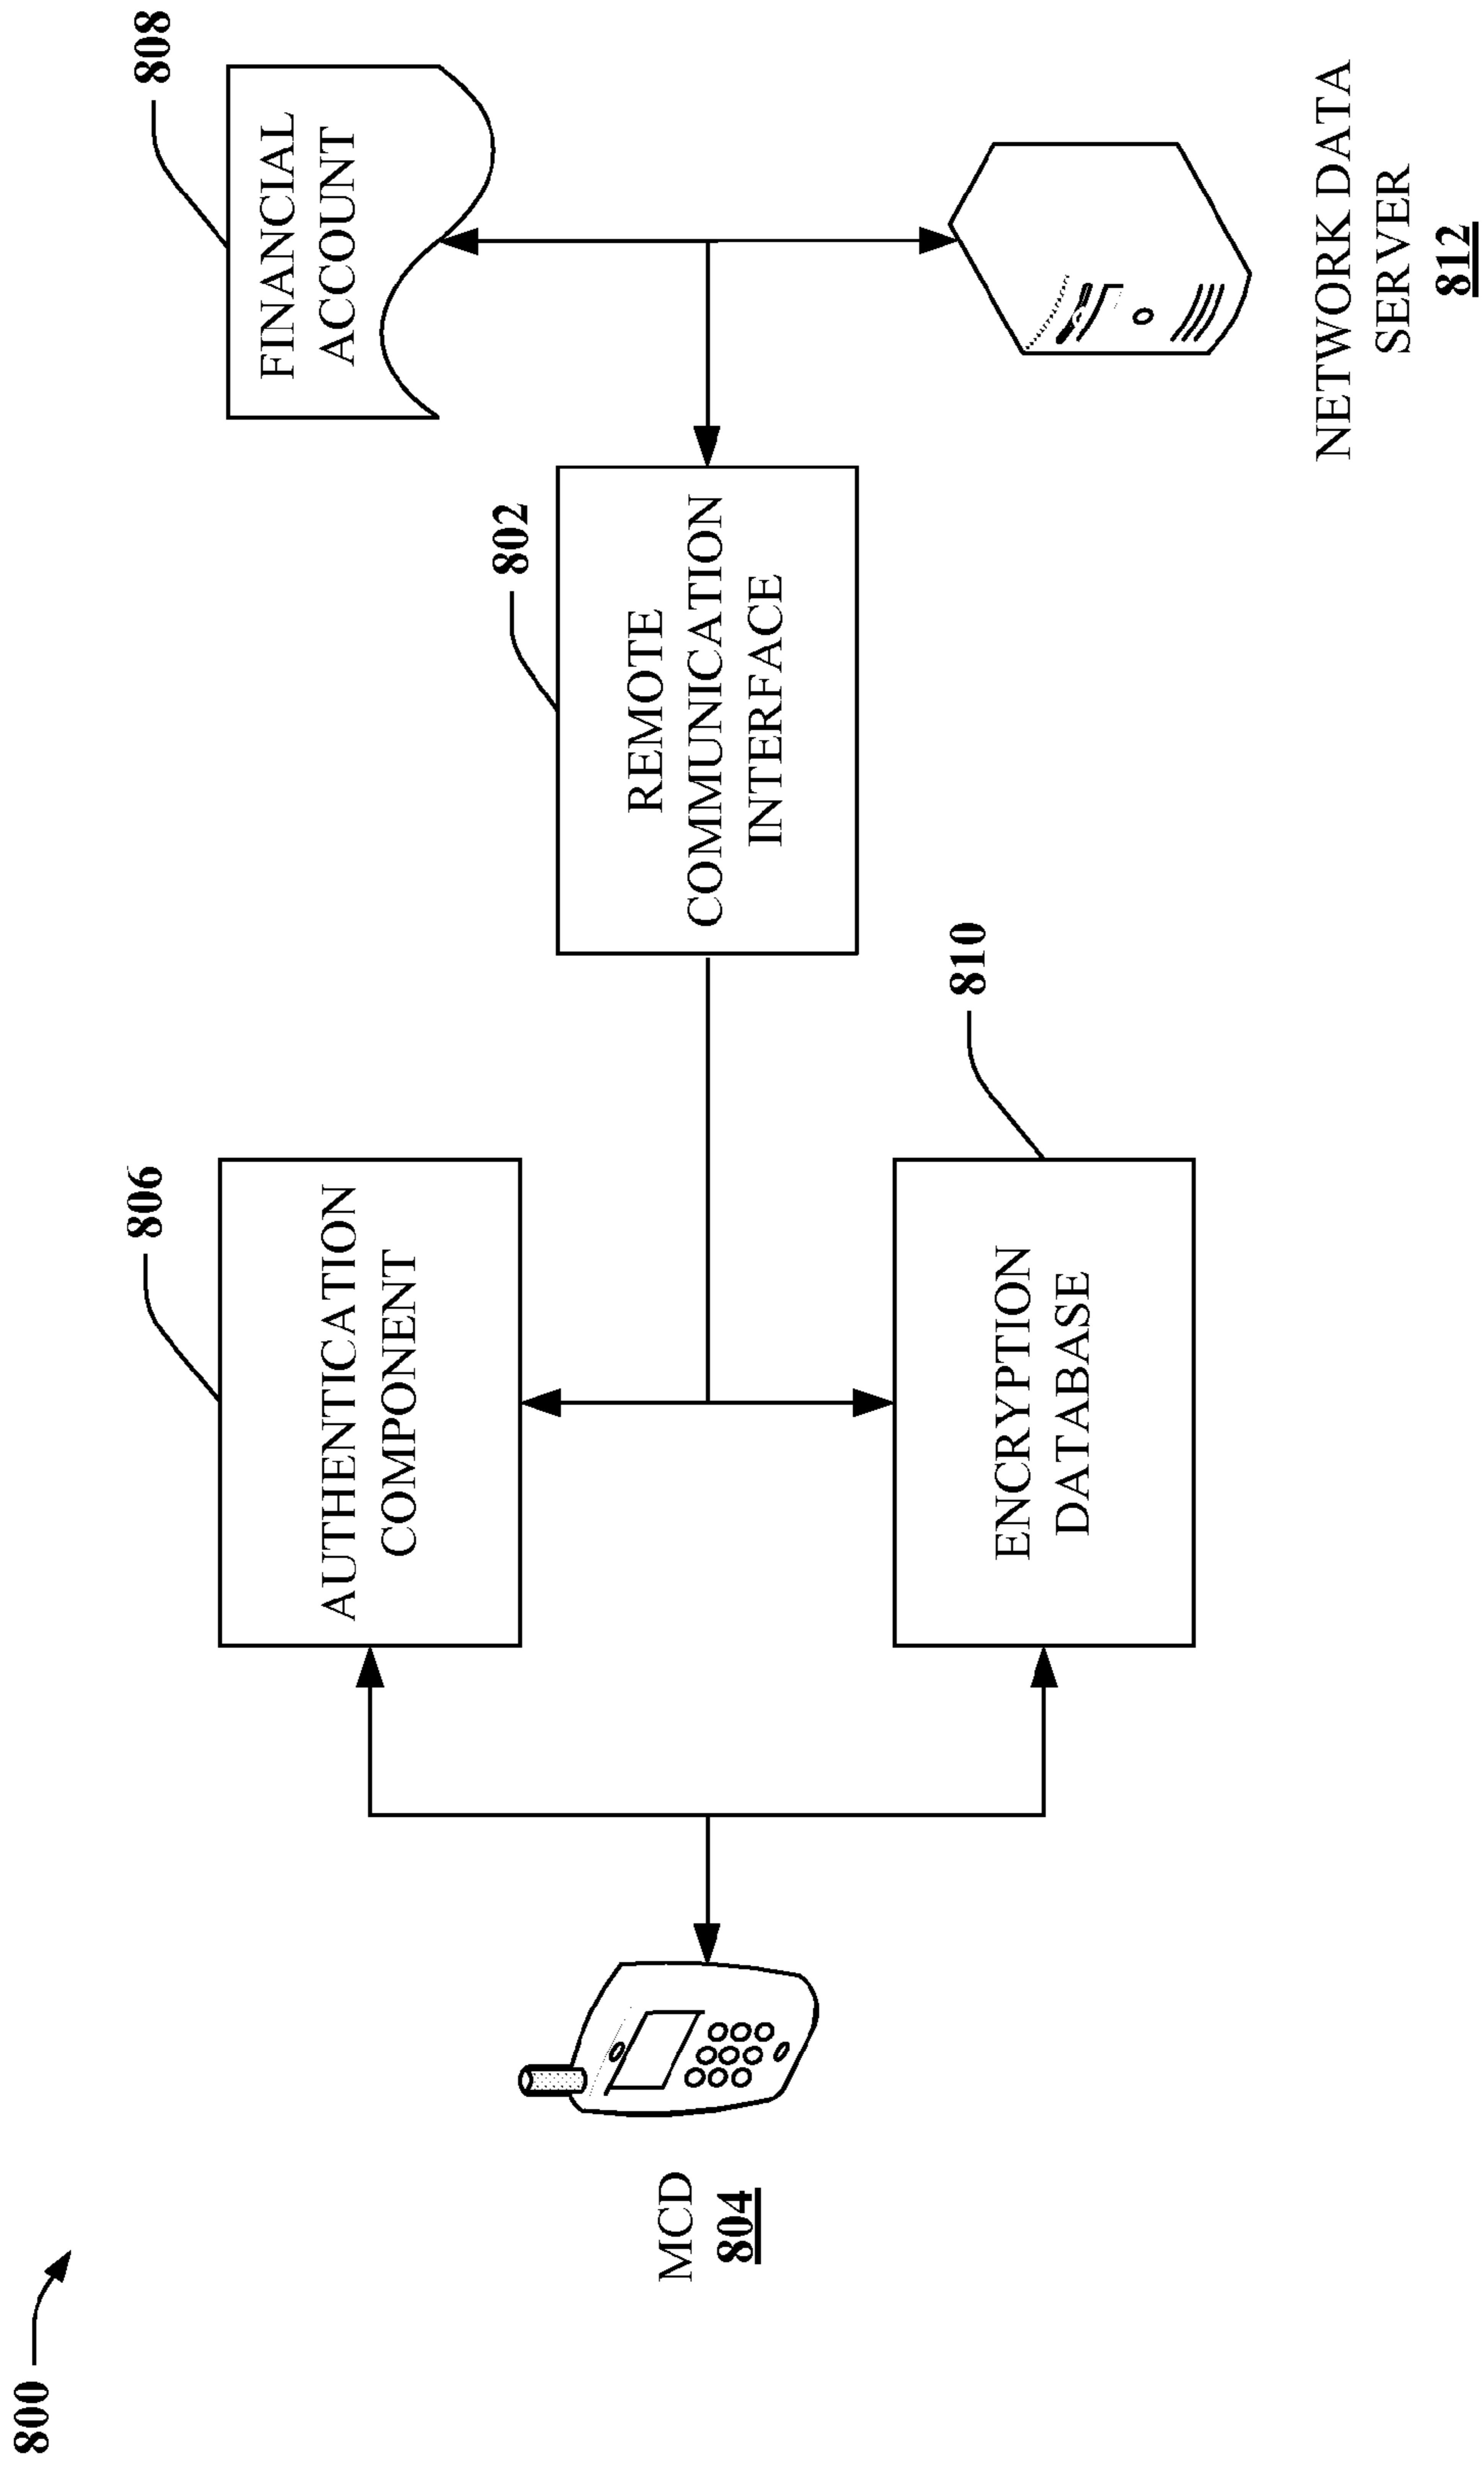 800
MCD
804
806
AUTHENTICATION
COMPONENT
810
ENCRYPTION
DATABASE
802
REMOTE
COMMUNICATION
INTERFACE
808
FINANCIAL
ACCOUNT
NETWORK DATA
SERVER
812